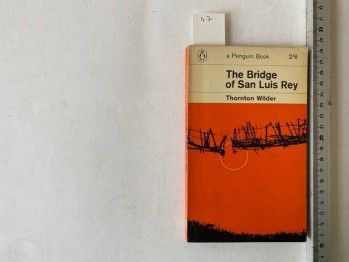 47
a Penguin Book 2'6
The Bridge
of San Luis Rey
Thornton Wilder